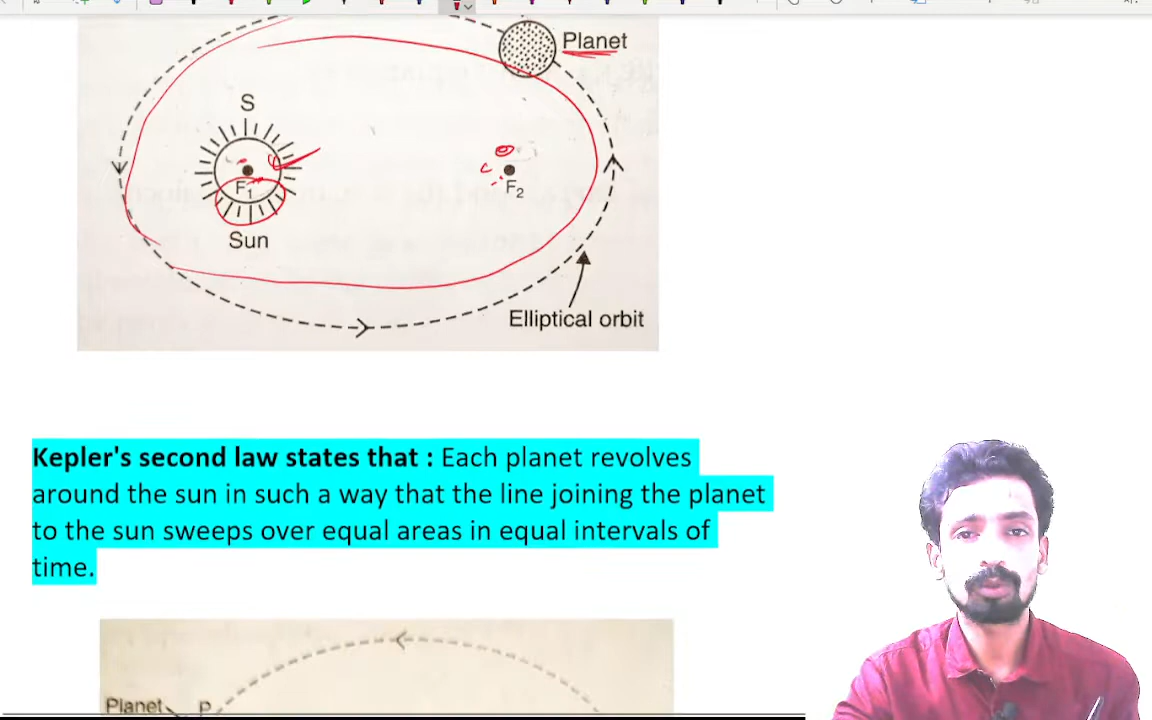 Planet
S
F1
F2
Sun
Elliptical orbit
Kepler's second law states that : Each planet revolves
around the sun in such a way that the line joining the planet
to the sun sweeps over equal areas in equal intervals of
time.
Planet P